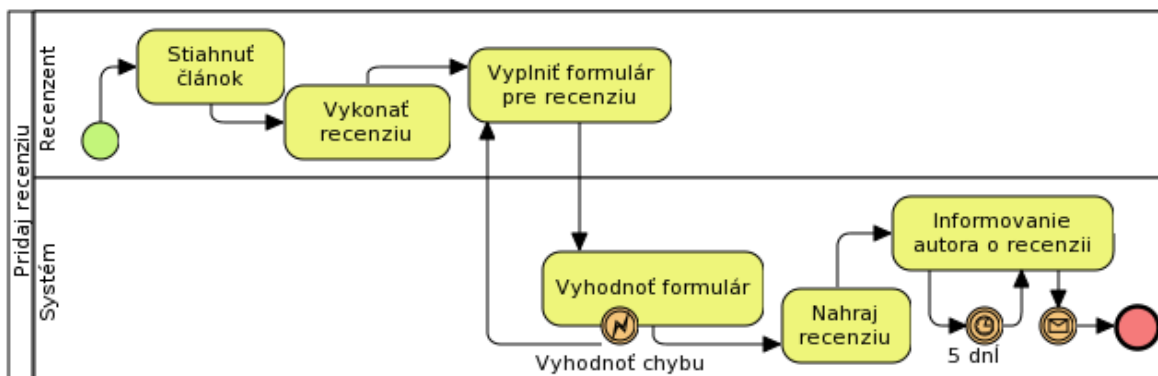 Pridaj recenziu
Recenzent
Stiahnuť
článok
Vykonať
recenziu
Vyplniť formulár
pre recenziu
Systém
Vyhodnoť formulár
Vyhodnoť chybu
Nahraj
recenziu
Informovanie
autora o recenzii
5 dnÍ